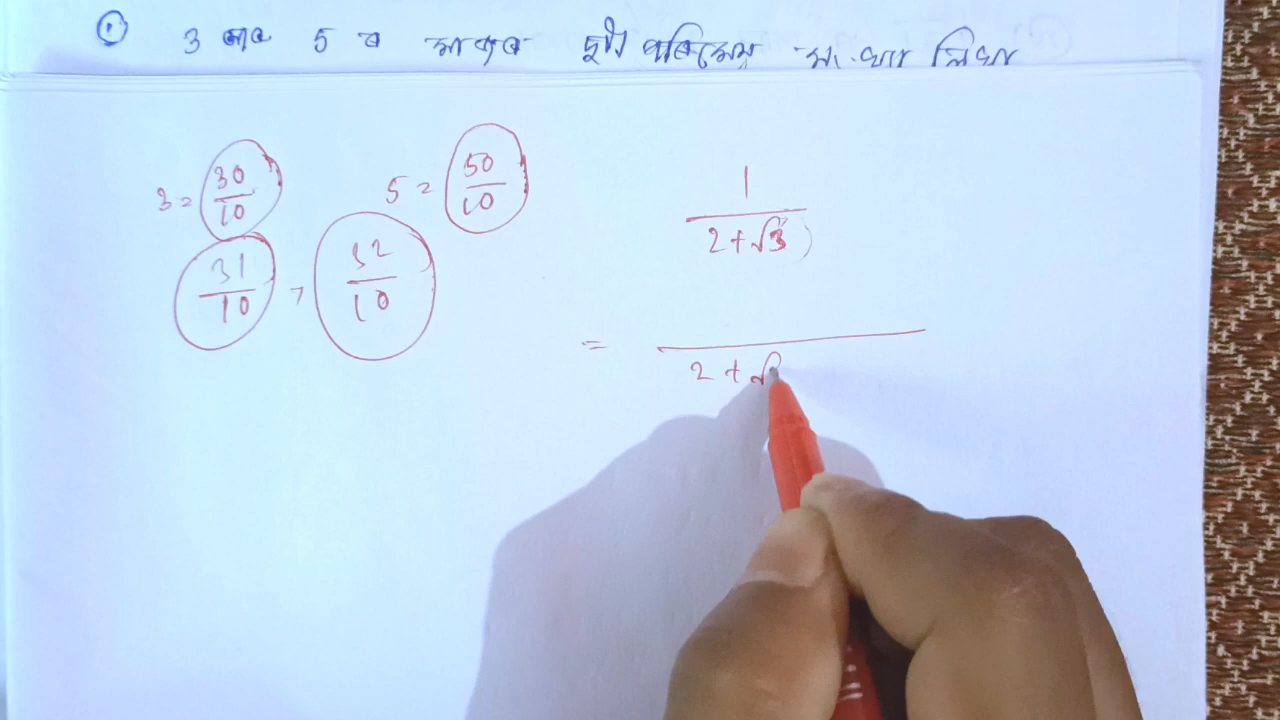 ① 3 আৰু 5 ৰ মাজৰ দুটা পৰিমেয় সংখ্যা লিখা
3 = 30/10
5 = 50/10
31/10 , 32/10
1/(2+√3)
= /(2+√